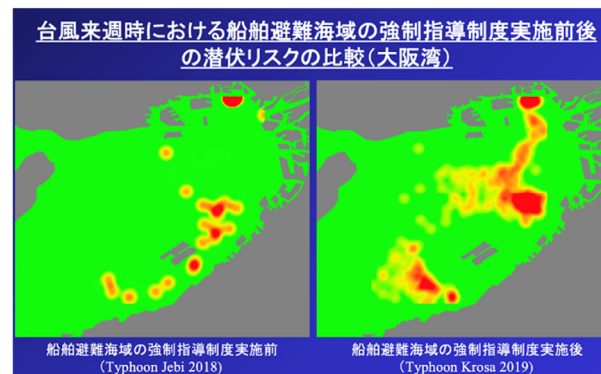 台風来週時における船舶避難海域の強制指導制度実施前後
の潜伏リスクの比較(大阪湾)
船舶避難海域の強制指導制度実施前
(Typhoon Jebi 2018)
船舶避難海域の強制指導制度実施後
(Typhoon Krosa 2019)